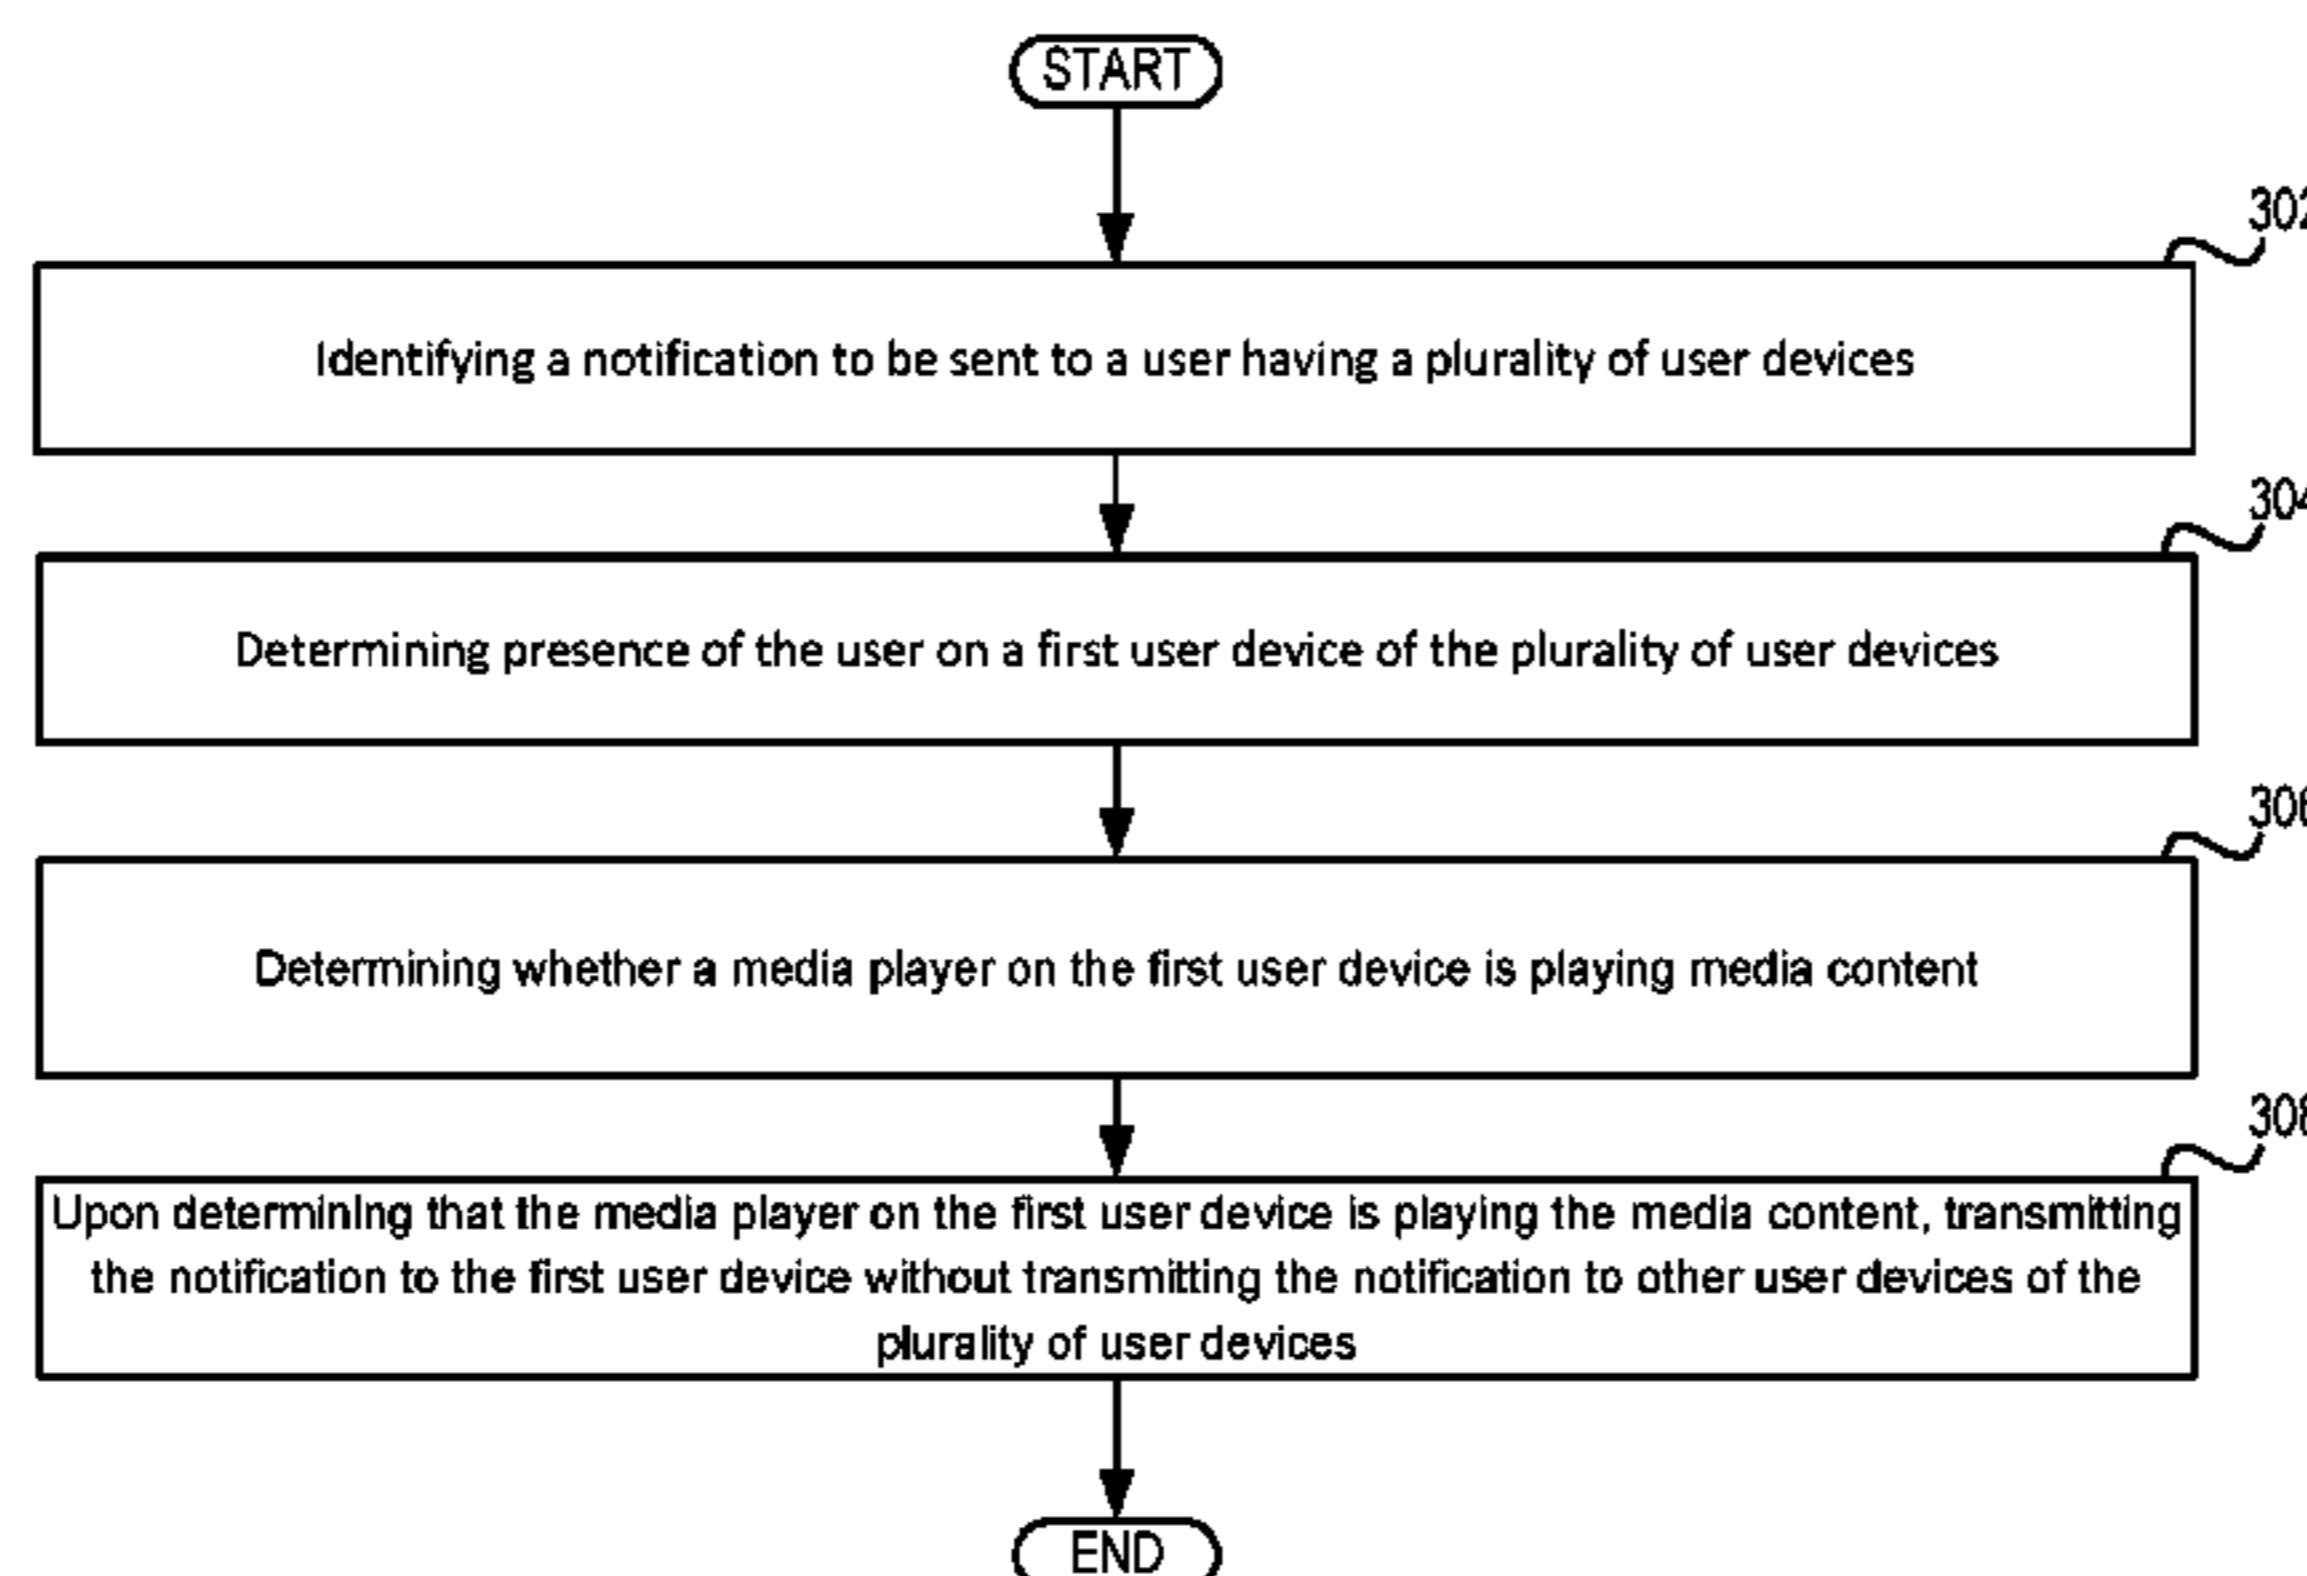 START
302
Identifying a notification to be sent to a user having a plurality of user devices
304
Determining presence of the user on a first user device of the plurality of user devices
306
Determining whether a media player on the first user device is playing media content
308
Upon determining that the media player on the first user device is playing the media content, transmitting
the notification to the first user device without transmitting the notification to other user devices of the
plurality of user devices
END